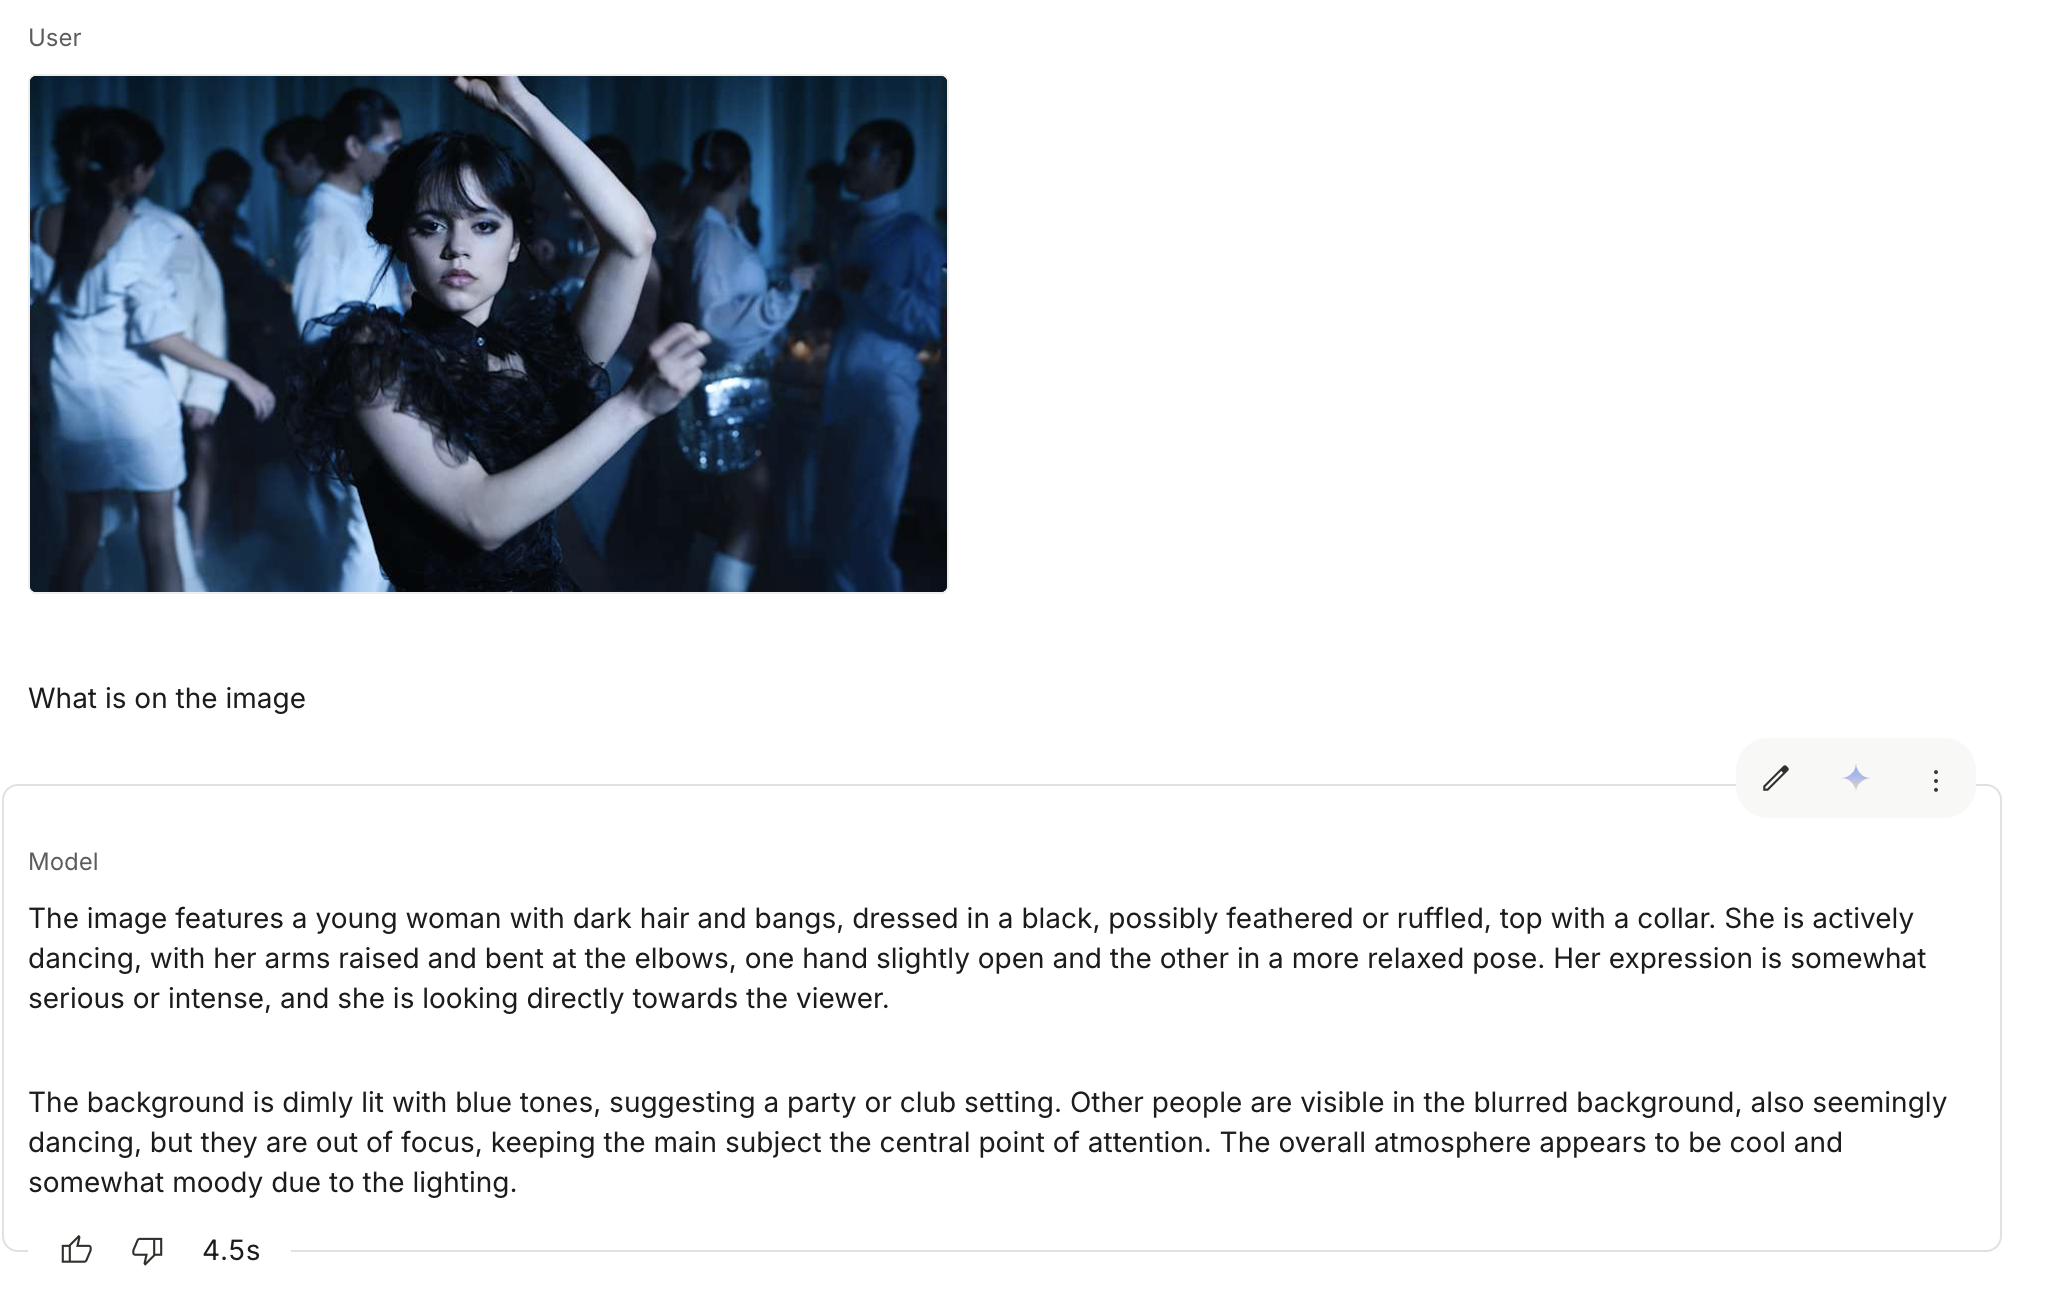 User
What is on the image
Model
The image features a young woman with dark hair and bangs, dressed in a black, possibly feathered or ruffled, top with a collar. She is actively
dancing, with her arms raised and bent at the elbows, one hand slightly open and the other in a more relaxed pose. Her expression is somewhat
serious or intense, and she is looking directly towards the viewer.
The background is dimly lit with blue tones, suggesting a party or club setting. Other people are visible in the blurred background, also seemingly
dancing, but they are out of focus, keeping the main subject the central point of attention. The overall atmosphere appears to be cool and
somewhat moody due to the lighting.
4.5s